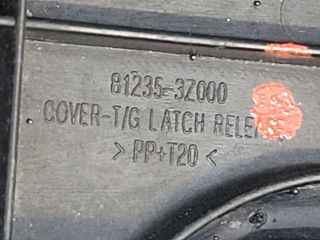 81235-3Z000
COVER-T/G LATCH RELE
> PP+T20 <